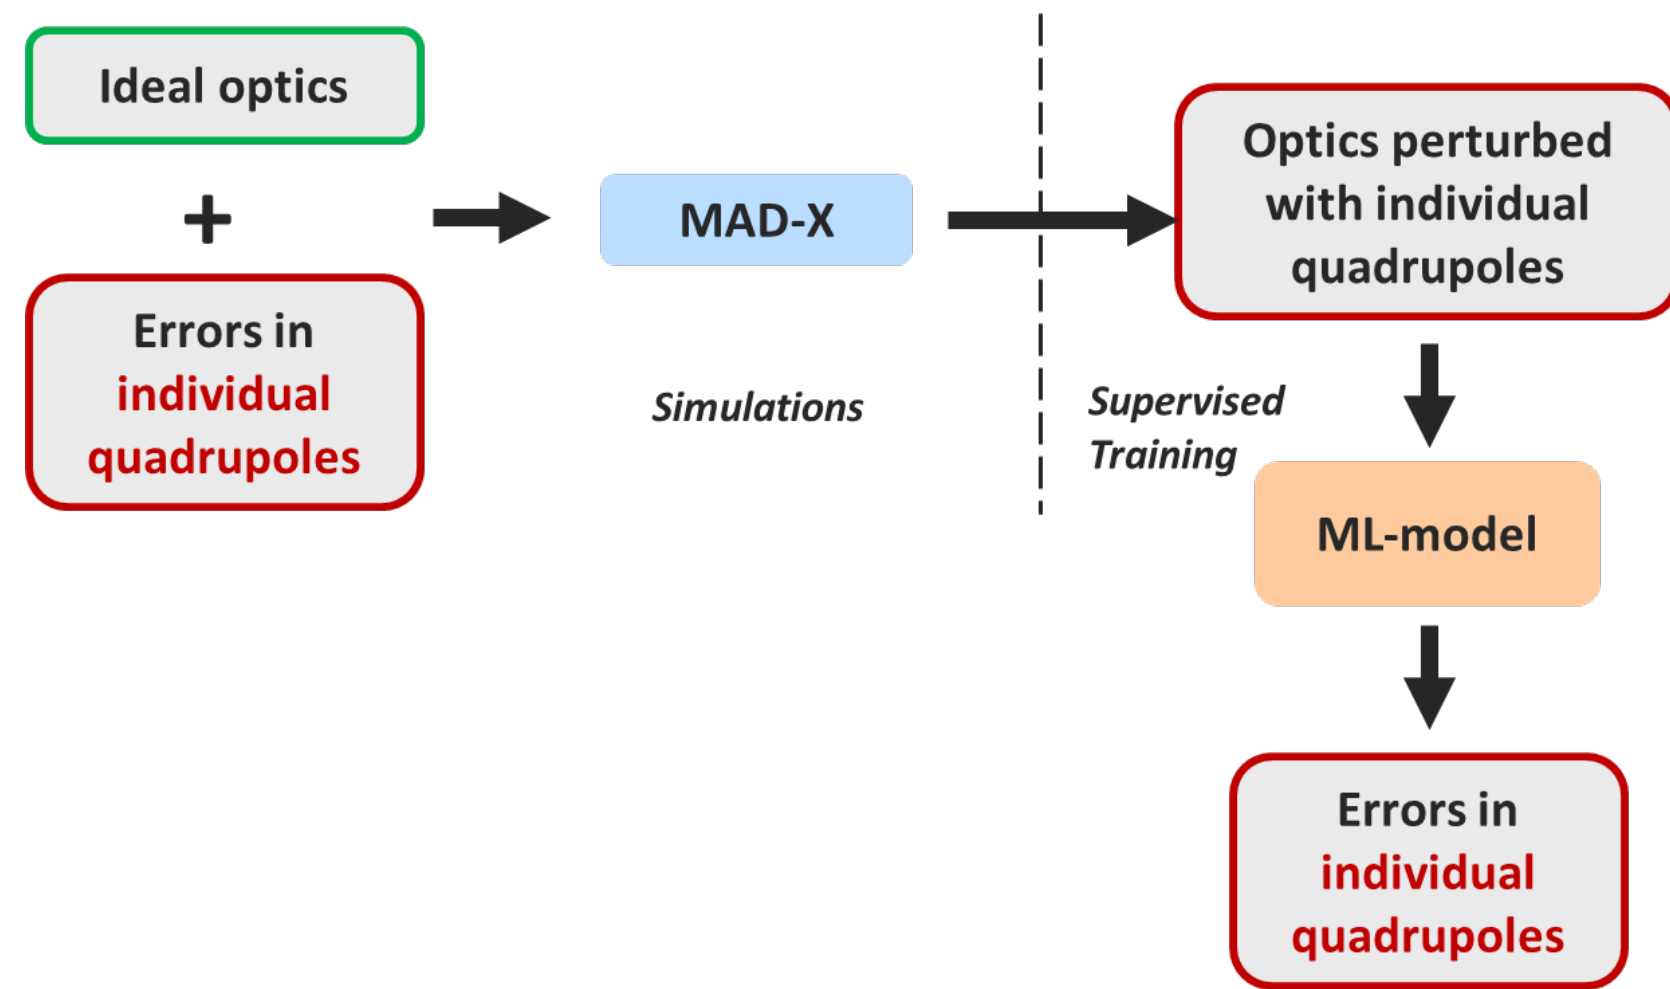 Ideal optics
+
Errors in
individual
quadrupoles
MAD-X
Simulations
Optics perturbed
with individual
quadrupoles
Supervised
Training
ML-model
Errors in
individual
quadrupoles